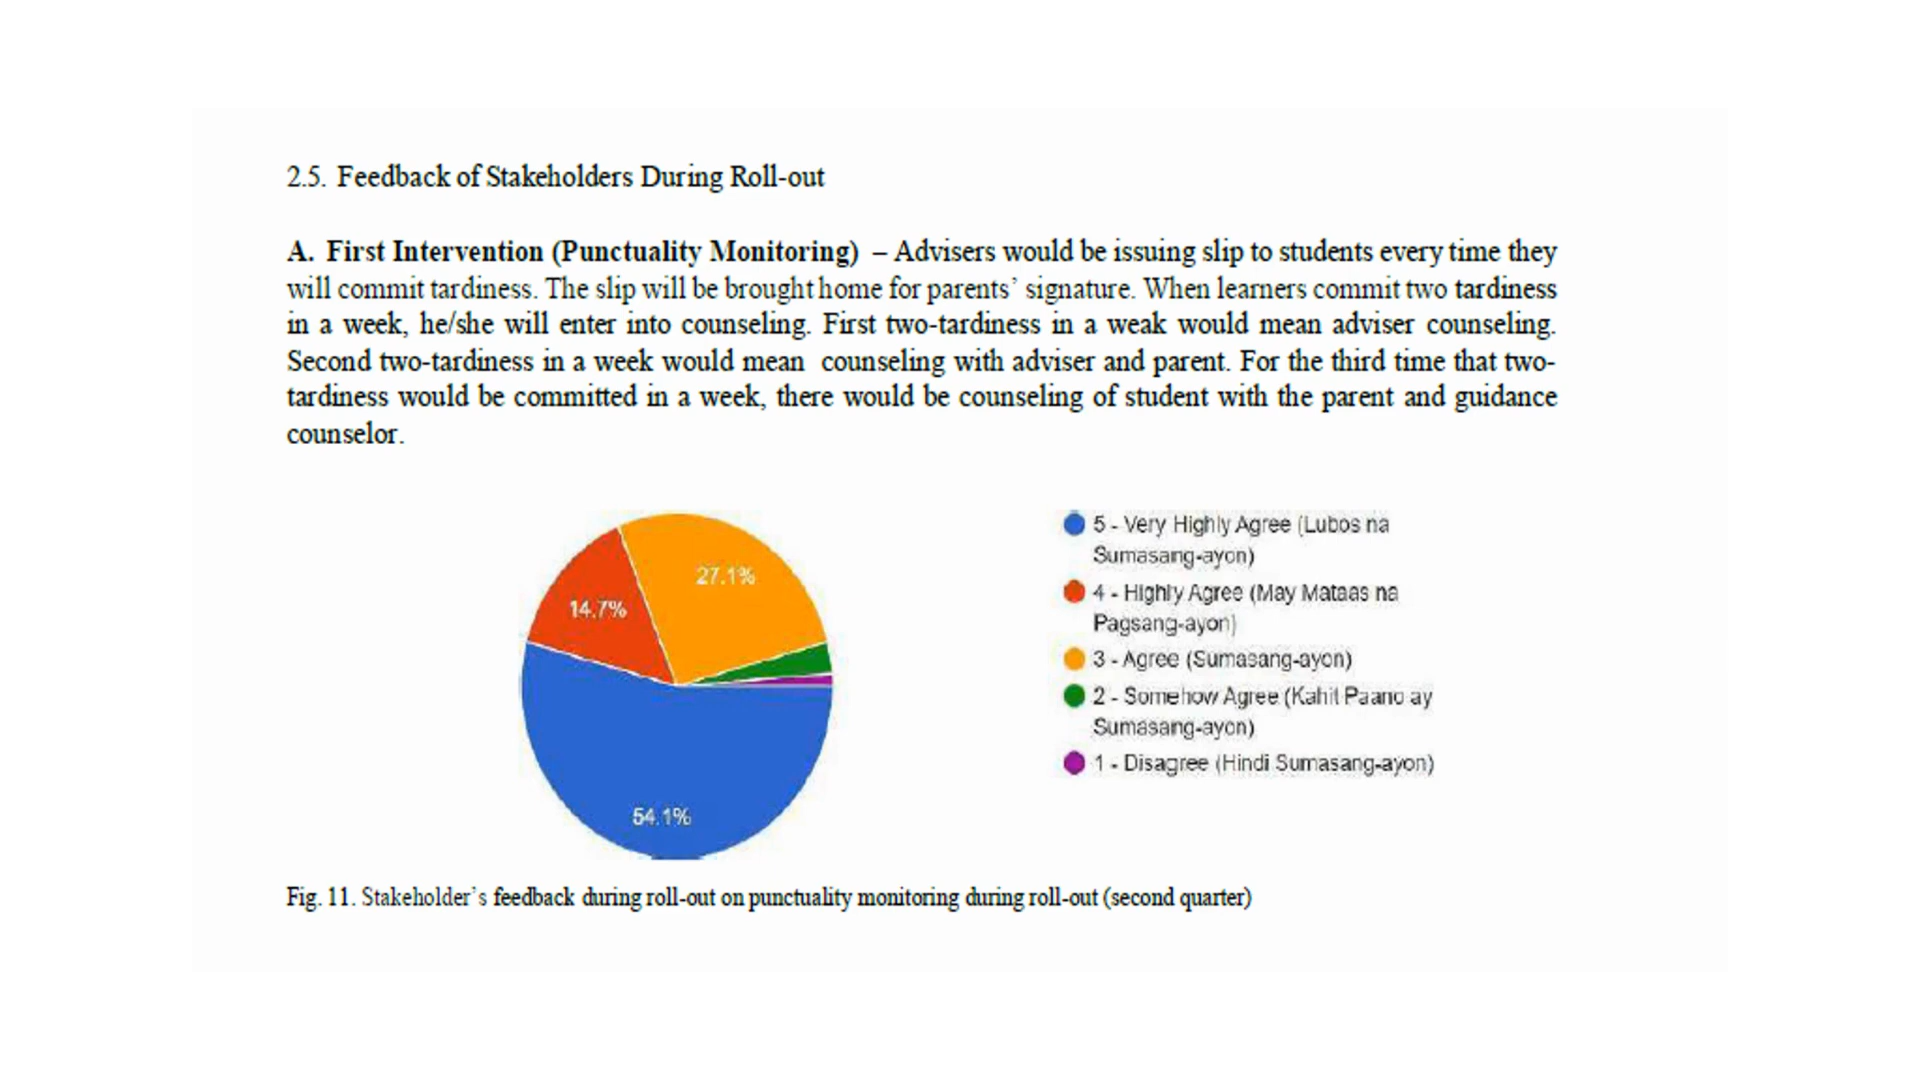 2.5. Feedback of Stakeholders During Roll-out
A. First Intervention (Punctuality Monitoring) – Advisers would be issuing slip to students every time they
will commit tardiness. The slip will be brought home for parents’ signature. When learners commit two tardiness
in a week, he/she will enter into counseling. First two-tardiness in a weak would mean adviser counseling.
Second two-tardiness in a week would mean counseling with adviser and parent. For the third time that two-
tardiness would be committed in a week, there would be counseling of student with the parent and guidance
counselor.
27.1%
14.7%
54.1%
5 - Very Highly Agree (Lubos na
Sumasang-ayon)
4 - Highly Agree (May Mataas na
Pagsang-ayon)
3 - Agree (Sumasang-ayon)
2 - Somehow Agree (Kahit Paano ay
Sumasang-ayon)
1 - Disagree (Hindi Sumasang-ayon)
Fig. 11. Stakeholder’s feedback during roll-out on punctuality monitoring during roll-out (second quarter)